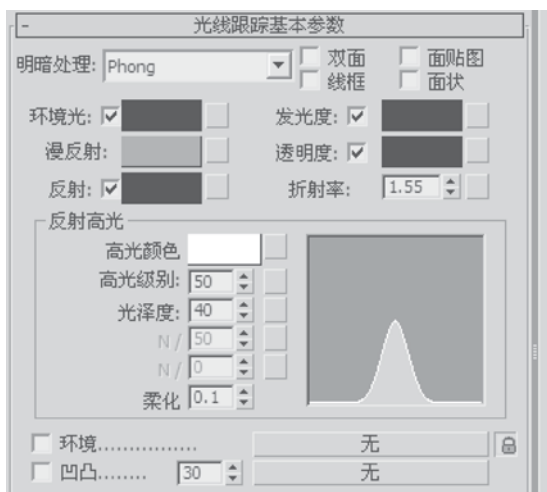 - 光线跟踪基本参数
明暗处理: Phong 双面 面贴图
线框 面状
环境光: 发光度:
漫反射: 透明度:
反射: 折射率: 1.55
反射高光
高光颜色
高光级别: 50
光泽度: 40
N/ 50
N/ 0
柔化 0.1
环境................ 无
凹凸........ 30 无